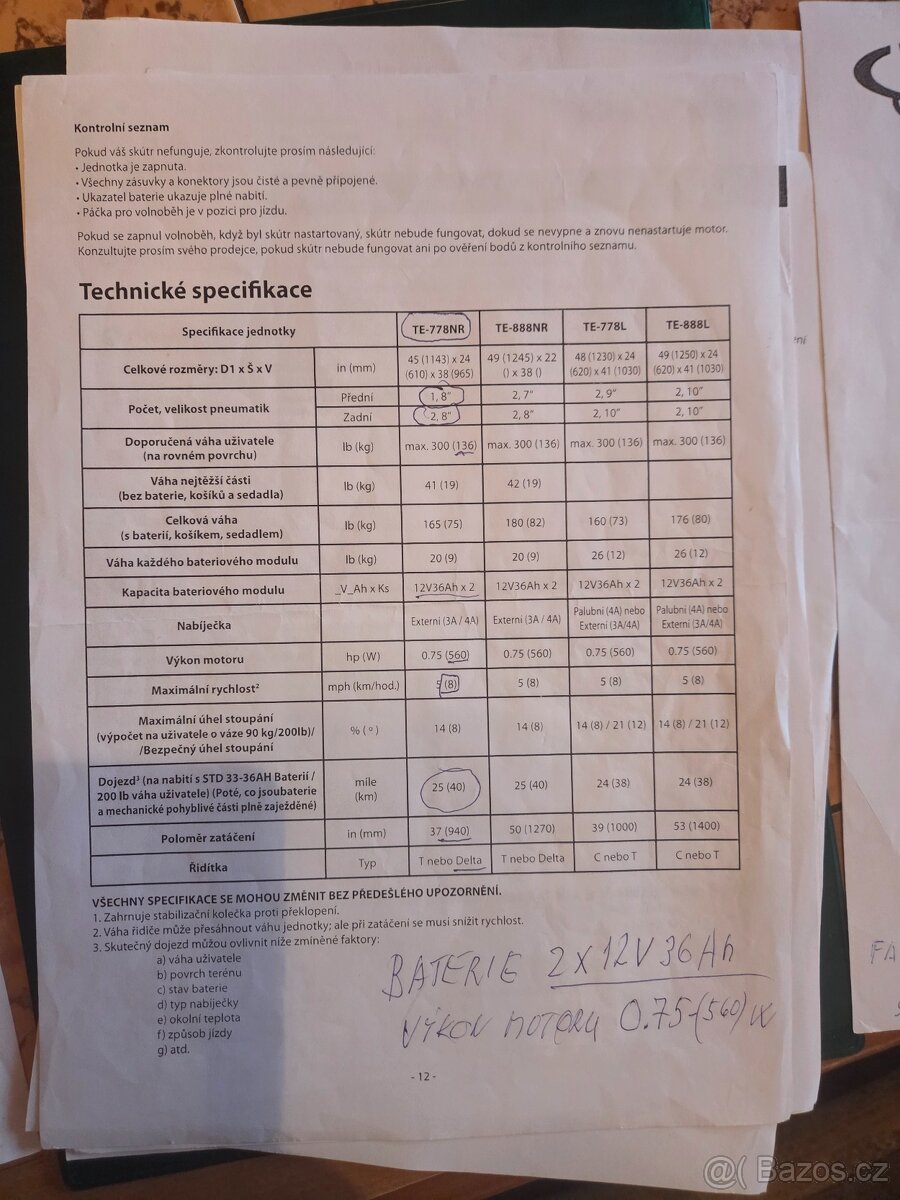 Kontrolní seznam
Pokud váš skútr nefunguje, zkontrolujte prosím následující:
• Jednotka je zapnuta.
• Všechny zásuvky a konektory jsou čisté a pevně připojené.
• Ukazatel baterie ukazuje plné nabití.
• Páčka pro volnoběh je v pozici pro jízdu.
Pokud se zapnul volnoběh, když byl skútr nastartovaný, skútr nebude fungovat, dokud se nevypne a znovu nenastartuje motor.
Konzultujte prosím svého prodejce, pokud skútr nebude fungovat ani po ověření bodů z kontrolního seznamu.
Technické specifikace
Specifikace jednotky TE-778NR TE-888NR TE-778L TE-888L
Celkové rozměry: D1 x Š x V in (mm) 45 (1143) x 24 (610) x 38 (965) 49 (1245) x 22 () x 38 () 48 (1230) x 24 (620) x 41 (1030) 49 (1250) x 24 (620) x 41 (1030)
Počet, velikost pneumatik Přední 1, 8" 2, 7" 2, 9" 2, 10"
Zadní 2, 8" 2, 8" 2, 10" 2, 10"
Doporučená váha uživatele (na rovném povrchu) lb (kg) max. 300 (136) max. 300 (136) max. 300 (136) max. 300 (136)
Váha nejtěžší části (bez baterie, košíků a sedadla) lb (kg) 41 (19) 42 (19)
Celková váha (s baterií, košíkem, sedadlem) lb (kg) 165 (75) 180 (82) 160 (73) 176 (80)
Váha každého bateriového modulu lb (kg) 20 (9) 20 (9) 26 (12) 26 (12)
Kapacita bateriového modulu _V_Ah x Ks 12V36Ah x 2 12V36Ah x 2 12V36Ah x 2 12V36Ah x 2
Nabíječka Externí (3A / 4A) Externí (3A / 4A) Palubní (4A) nebo Externí (3A/4A) Palubní (4A) nebo Externí (3A/4A)
Výkon motoru hp (W) 0.75 (560) 0.75 (560) 0.75 (560) 0.75 (560)
Maximální rychlost² mph (km/hod.) 5 (8) 5 (8) 5 (8) 5 (8)
Maximální úhel stoupání (výpočet na uživatele o váze 90 kg/200lb)/ /Bezpečný úhel stoupání % ( º ) 14 (8) 14 (8) 14 (8) / 21 (12) 14 (8) / 21 (12)
Dojezd³ (na nabití s STD 33-36AH Baterií / 200 lb váha uživatele) (Poté, co jsoubaterie a mechanické pohyblivé části plně zaježděné) míle (km) 25 (40) 25 (40) 24 (38) 24 (38)
Poloměr zatáčení in (mm) 37 (940) 50 (1270) 39 (1000) 53 (1400)
Řidítka Typ T nebo Delta T nebo Delta C nebo T C nebo T
VŠECHNY SPECIFIKACE SE MOHOU ZMĚNIT BEZ PŘEDEŠLÉHO UPOZORNĚNÍ.
1. Zahrnuje stabilizační kolečka proti překlopení.
2. Váha řidiče může přesáhnout váhu jednotky; ale při zatáčení se musí snížit rychlost.
3. Skutečný dojezd můžou ovlivnit níže zmíněné faktory:
a) váha uživatele
b) povrch terénu
c) stav baterie
d) typ nabíječky
e) okolní teplota
f) způsob jízdy
g) atd.
BATERIE 2 x 12V 36 Ah
VÝKON MOTORU 0.75-(560) W
- 12 -
FA
@( Bazos.cz